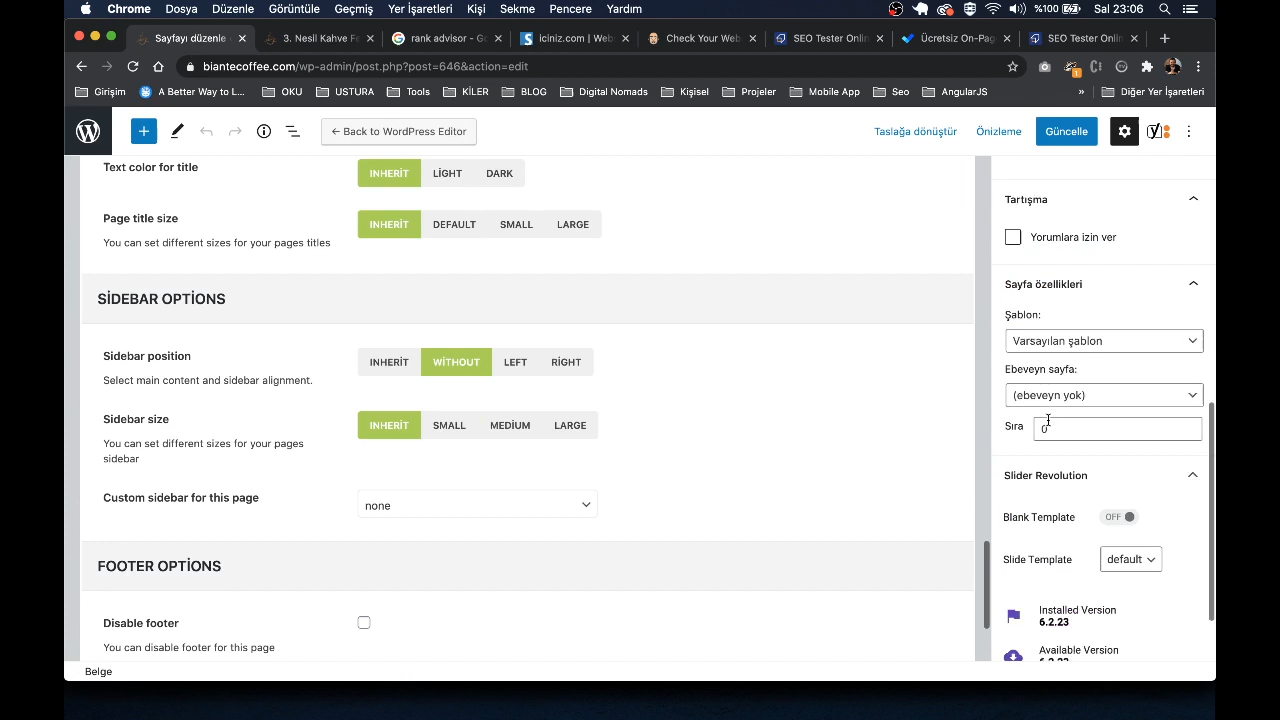 Chrome Dosya Düzenle Görüntüle Geçmiş Yer İşaretleri Kişi Sekme Pencere Yardım %100 Sal 23:06
Sayfayı düzenle 3. Nesil Kahve Fe rank advisor - Go iciniz.com | Web Check Your Web SEO Tester Onlin Ücretsiz On-Page SEO Tester Onlin
biantecoffee.com/wp-admin/post.php?post=646&action=edit
Girişim A Better Way to L... OKU USTURA Tools KİLER BLOG Digital Nomads Kişisel Projeler Mobile App Seo AngularJS » Diğer Yer İşaretleri
← Back to WordPress Editor Taslağa dönüştür Önizleme Güncelle
Text color for title INHERİT LİGHT DARK
Page title size INHERİT DEFAULT SMALL LARGE
You can set different sizes for your pages titles
SİDEBAR OPTİONS
Sidebar position INHERİT WİTHOUT LEFT RİGHT
Select main content and sidebar alignment.
Sidebar size INHERİT SMALL MEDİUM LARGE
You can set different sizes for your pages
sidebar
Custom sidebar for this page none
FOOTER OPTİONS
Disable footer
You can disable footer for this page
Belge
Tartışma
Yorumlara izin ver
Sayfa özellikleri
Şablon:
Varsayılan şablon
Ebeveyn sayfa:
(ebeveyn yok)
Sıra 0
Slider Revolution
Blank Template OFF
Slide Template default
Installed Version
6.2.23
Available Version